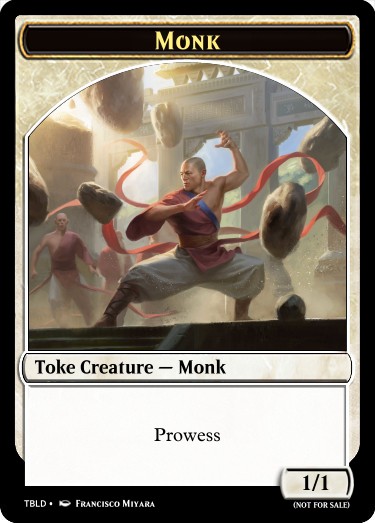 Monk
Toke Creature — Monk
Prowess
1/1
TBLD • Francisco Miyara
(NOT FOR SALE)